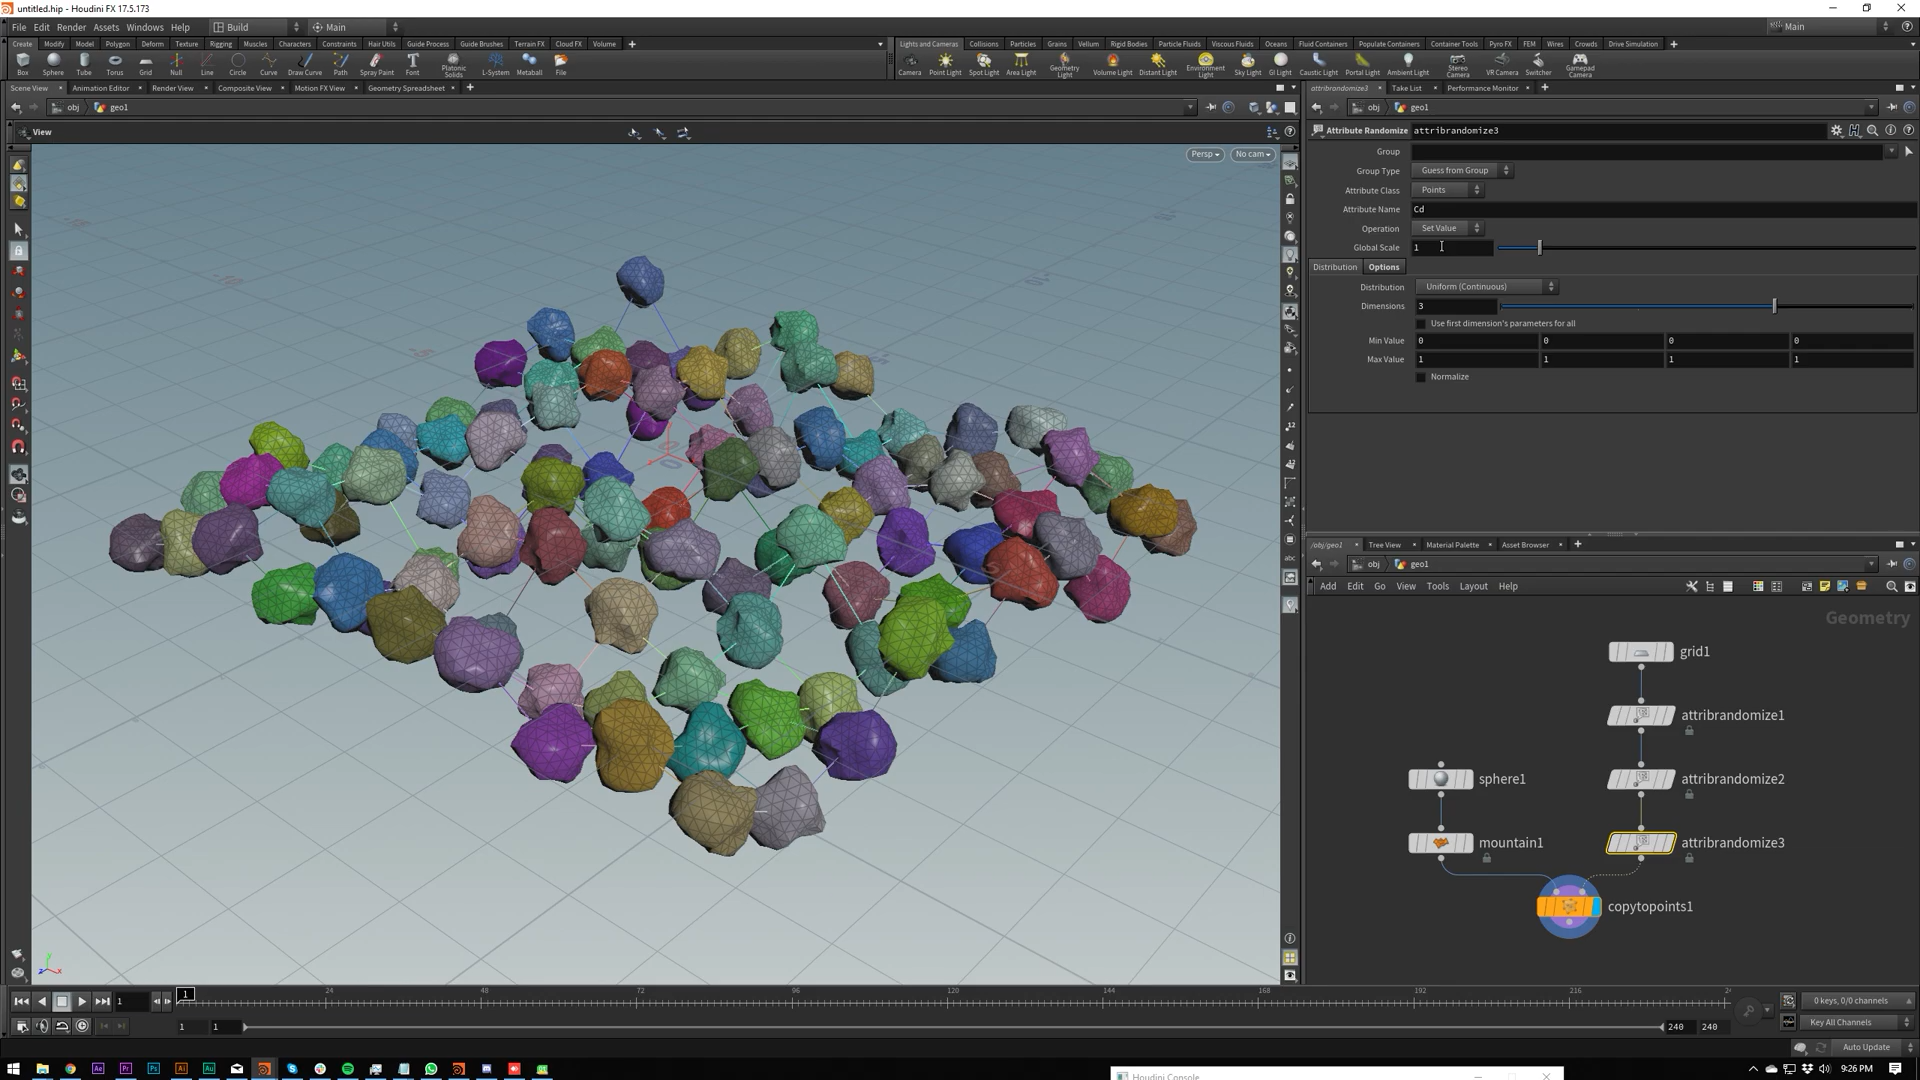 untitled.hip - Houdini FX 17.5.173
File Edit Render Assets Windows Help Build Main Main
Create Modify Model Polygon Deform Texture Rigging Muscles Characters Constraints Hair Utils Guide Process Guide Brushes Terrain FX Cloud FX Volume
Lights and Cameras Collisions Particles Grains Vellum Rigid Bodies Particle Fluids Viscous Fluids Oceans Fluid Containers Populate Containers Container Tools Pyro FX FEM Wires Crowds Drive Simulation
Box Sphere Tube Torus Grid Null Line Circle Curve Draw Curve Path Spray Paint Font Platonic Solids L-System Metaball File
Camera Point Light Spot Light Area Light Geometry Light Volume Light Distant Light Environment Light Sky Light GI Light Caustic Light Portal Light Ambient Light Stereo Camera VR Camera Switcher Gamepad Camera
Scene View Animation Editor Render View Composite View Motion FX View Geometry Spreadsheet
obj geo1
View
Persp No cam
attribrandomize3 Take List Performance Monitor
obj geo1
Attribute Randomize attribrandomize3
Group
Group Type Guess from Group
Attribute Class Points
Attribute Name Cd
Operation Set Value
Global Scale 1
Distribution Options
Distribution Uniform (Continuous)
Dimensions 3
Use first dimension's parameters for all
Min Value 0 0 0 0
Max Value 1 1 1 1
Normalize
/obj/geo1 Tree View Material Palette Asset Browser
obj geo1
Add Edit Go View Tools Layout Help
Geometry
grid1
attribrandomize1
sphere1
attribrandomize2
mountain1
attribrandomize3
copytopoints1
1 1 24 48 72 96 120 144 168 192 216
0 keys, 0/0 channels
1 1 240 240
Key All Channels
Auto Update
Houdini Console
9:26 PM